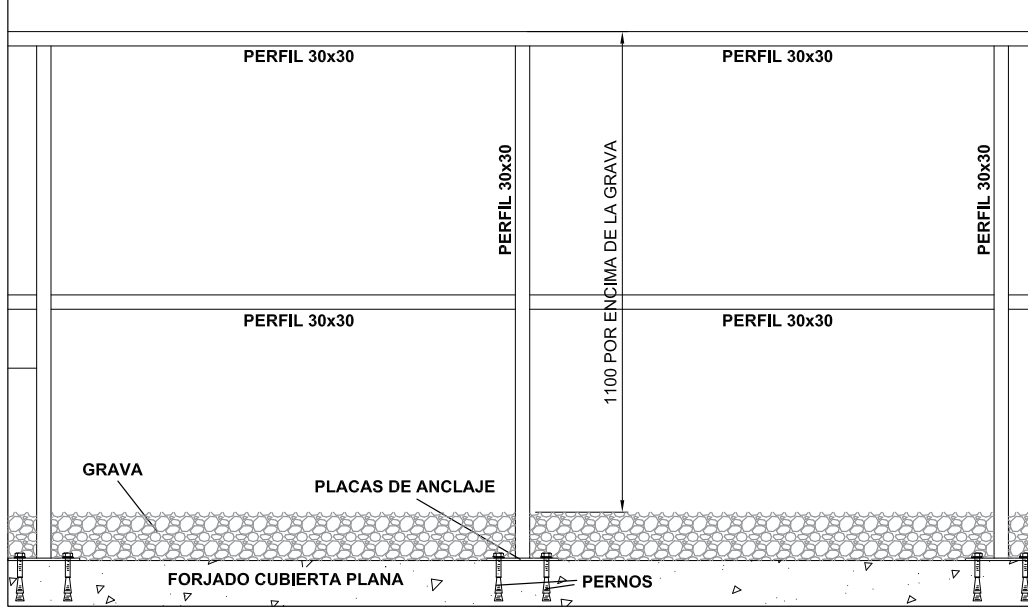 PERFIL 30x30
PERFIL 30x30
PERFIL 30x30
1100 POR ENCIMA DE LA GRAVA
PERFIL 30x30
PERFIL 30x30
PERFIL 30x30
GRAVA
PLACAS DE ANCLAJE
FORJADO CUBIERTA PLANA
PERNOS